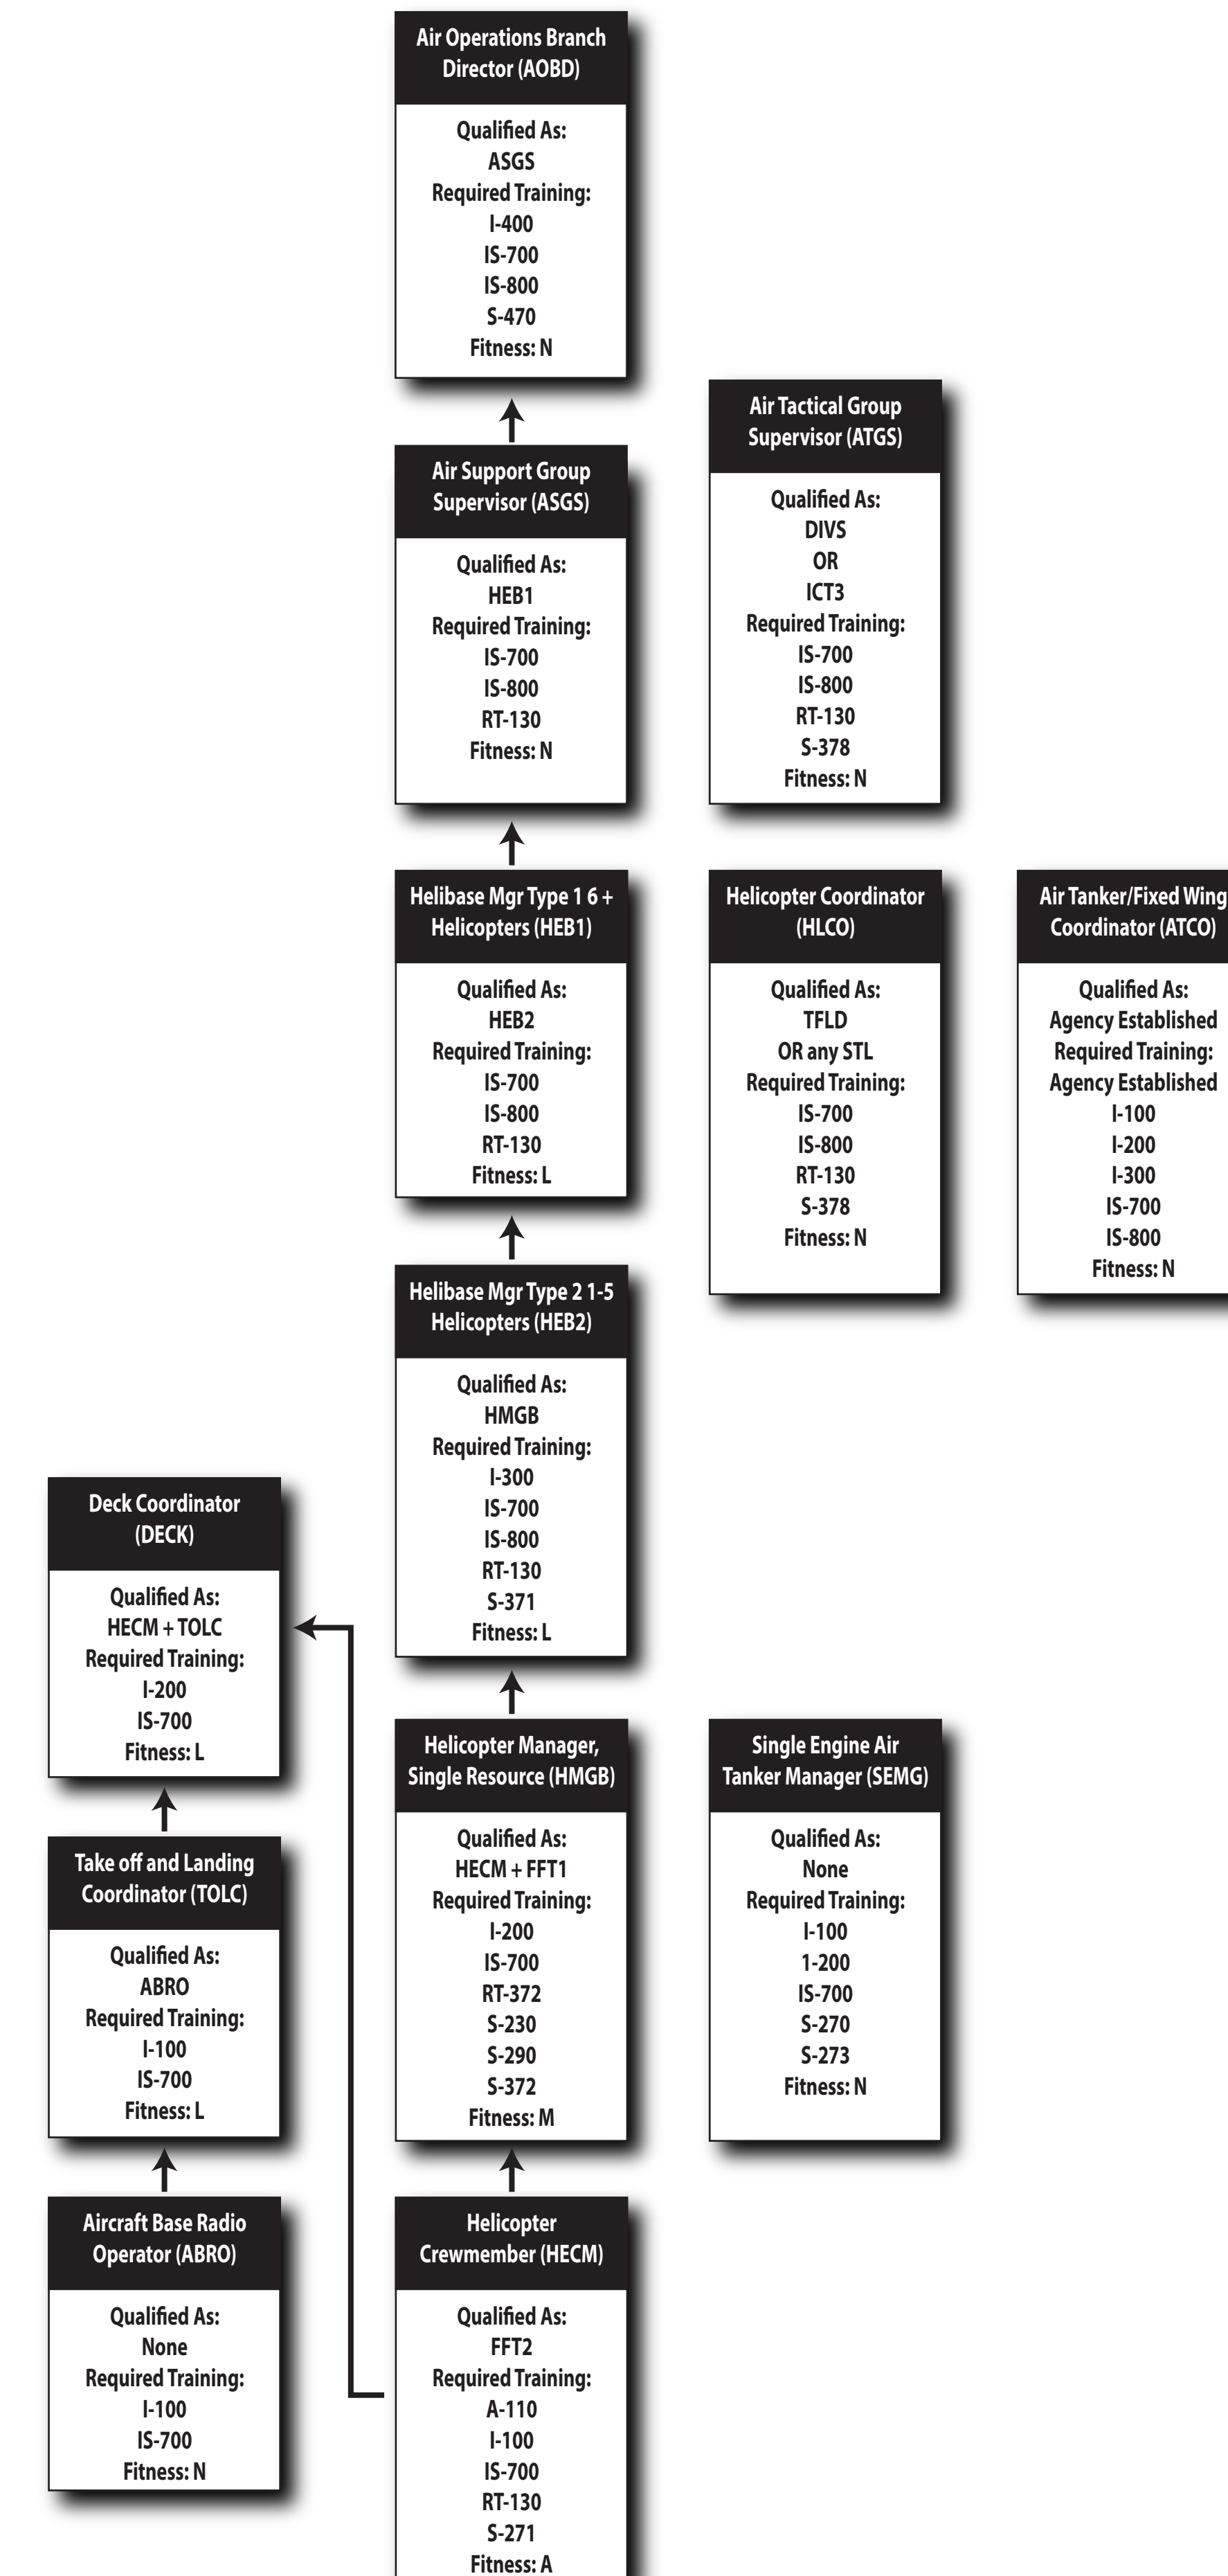 Air Operations Branch
Director (AOBD)
Qualified As:
ASGS
Required Training:
I-400
IS-700
IS-800
S-470
Fitness: N
Air Tactical Group
Supervisor (ATGS)
Qualified As:
DIVS
OR
ICT3
Required Training:
IS-700
IS-800
RT-130
S-378
Fitness: N
Air Support Group
Supervisor (ASGS)
Qualified As:
HEB1
Required Training:
IS-700
IS-800
RT-130
Fitness: N
Helibase Mgr Type 1 6 +
Helicopters (HEB1)
Qualified As:
HEB2
Required Training:
IS-700
IS-800
RT-130
Fitness: L
Helicopter Coordinator
(HLCO)
Qualified As:
TFLD
OR any STL
Required Training:
IS-700
IS-800
RT-130
S-378
Fitness: N
Air Tanker/Fixed Wing
Coordinator (ATCO)
Qualified As:
Agency Established
Required Training:
Agency Established
I-100
I-200
I-300
IS-700
IS-800
Fitness: N
Helibase Mgr Type 2 1-5
Helicopters (HEB2)
Qualified As:
HMGB
Required Training:
I-300
IS-700
IS-800
RT-130
S-371
Fitness: L
Deck Coordinator
(DECK)
Qualified As:
HECM + TOLC
Required Training:
I-200
IS-700
Fitness: L
Helicopter Manager,
Single Resource (HMGB)
Qualified As:
HECM + FFT1
Required Training:
I-200
IS-700
RT-372
S-230
S-290
S-372
Fitness: M
Single Engine Air
Tanker Manager (SEMG)
Qualified As:
None
Required Training:
I-100
1-200
IS-700
S-270
S-273
Fitness: N
Take off and Landing
Coordinator (TOLC)
Qualified As:
ABRO
Required Training:
I-100
IS-700
Fitness: L
Aircraft Base Radio
Operator (ABRO)
Qualified As:
None
Required Training:
I-100
IS-700
Fitness: N
Helicopter
Crewmember (HECM)
Qualified As:
FFT2
Required Training:
A-110
I-100
IS-700
RT-130
S-271
Fitness: A